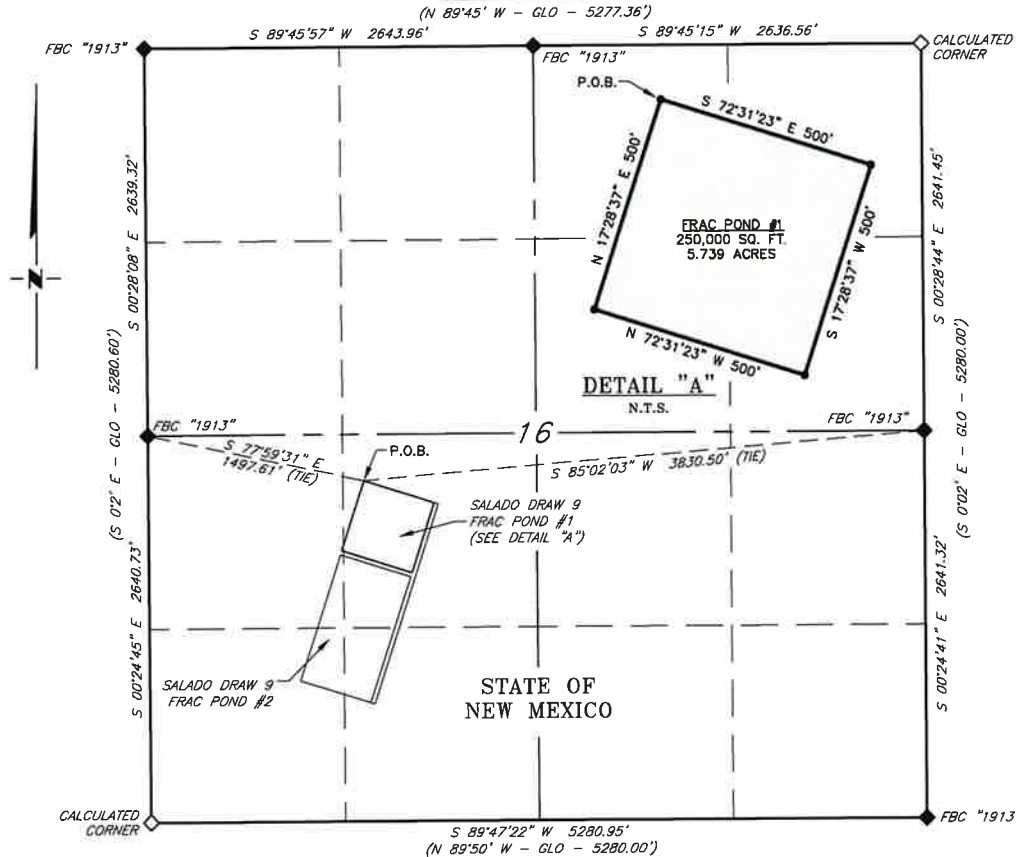 (N 89°45' W - GLO - 5277.36')
S 89°45'57" W 2643.96'
S 89°45'15" W 2636.56'
FBC "1913"
FBC "1913"
CALCULATED
CORNER
P.O.B.
S 72°31'23" E 500'
N 17°28'37" E 500'
FRAC POND #1
250,000 SQ. FT.
5.739 ACRES
S 17°28'37" W 500'
N 72°31'23" W 500'
DETAIL "A"
N.T.S.
S 00°28'08" E 2639.32'
S 00°28'44" E 2641.45'
N
(S 0°2' E - GLO - 5280.60')
(S 0°02' E - GLO - 5280.00')
FBC "1913"
16
FBC "1913"
S 77°59'31" E
1497.61' (TIE)
P.O.B.
S 85°02'03" W 3830.50' (TIE)
SALADO DRAW 9
FRAC POND #1
(SEE DETAIL "A")
S 00°24'45" E 2640.73'
S 00°24'41" E 2641.32'
SALADO DRAW 9
FRAC POND #2
STATE OF
NEW MEXICO
CALCULATED
CORNER
S 89°47'22" W 5280.95'
(N 89°50' W - GLO - 5280.00')
FBC "1913